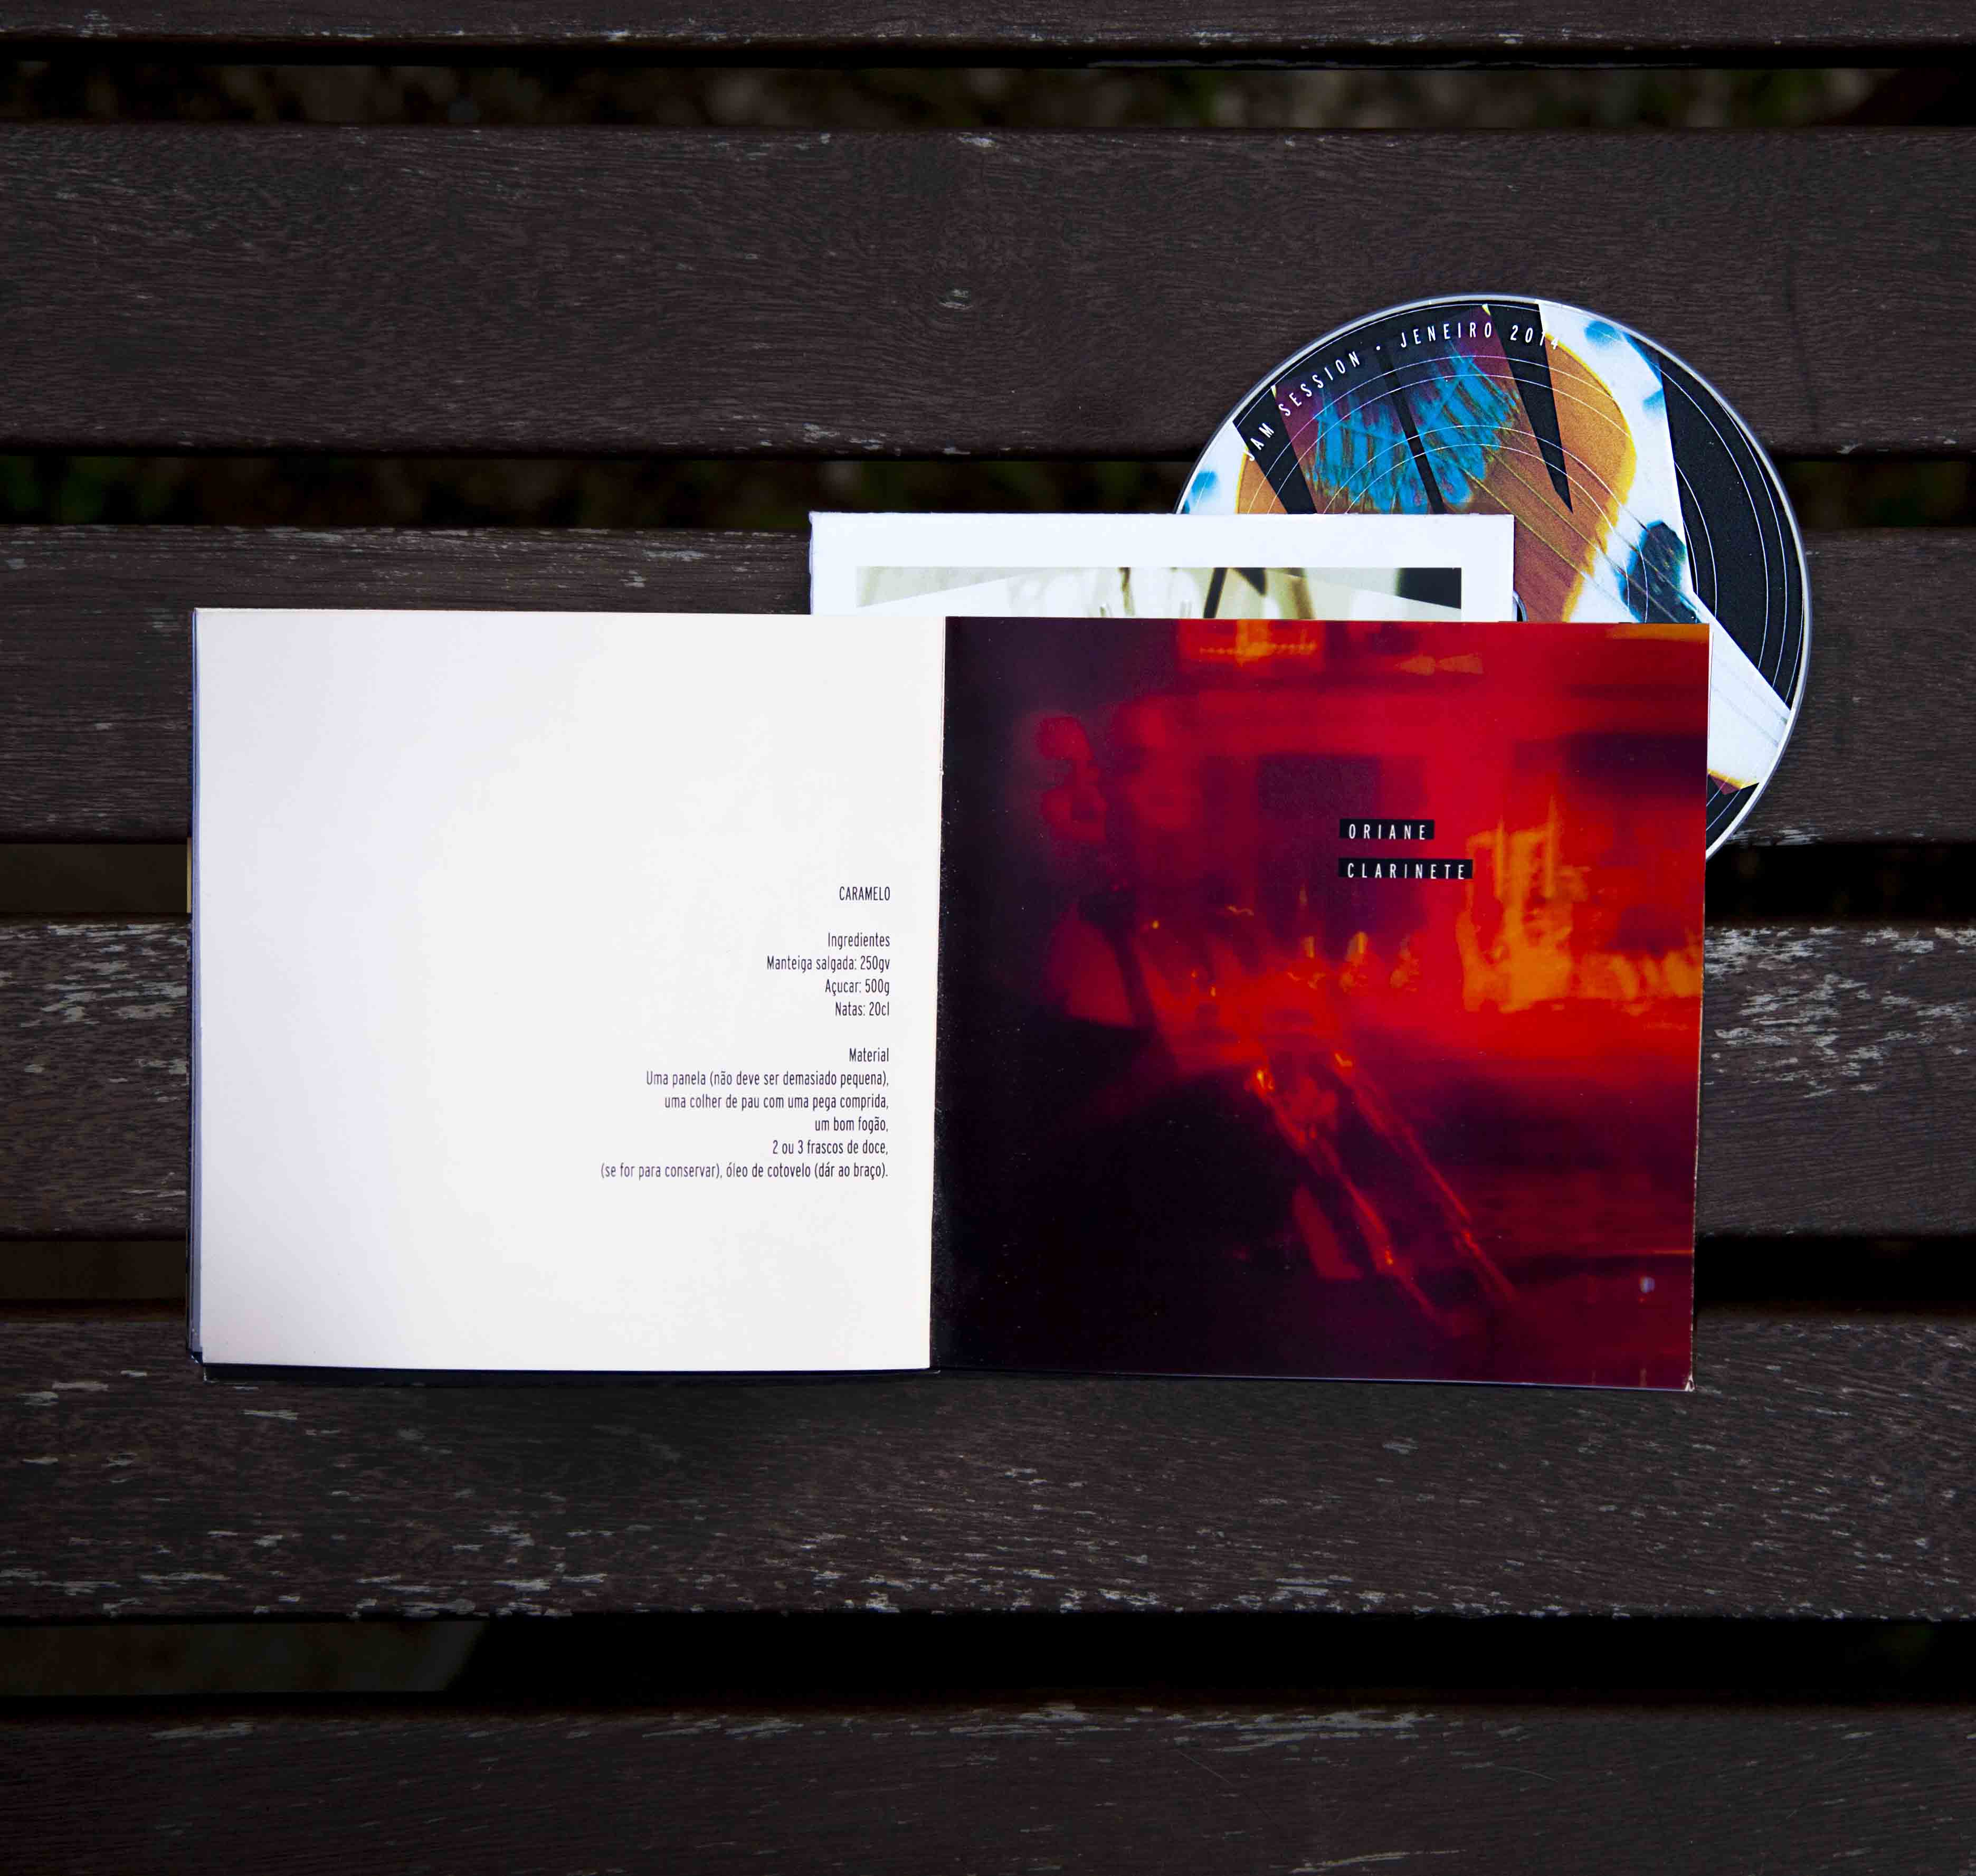 JAM SESSION • JENEIRO 2014
CARAMELO
Ingredientes
Manteiga salgada: 250gv
Açucar: 500g
Natas: 20cl
Material
Uma panela (não deve ser demasiado pequena),
uma colher de pau com uma pega comprida,
um bom fogão,
2 ou 3 frascos de doce,
(se for para conservar), óleo de cotovelo (dár ao braço).
ORIANE
CLARINETE